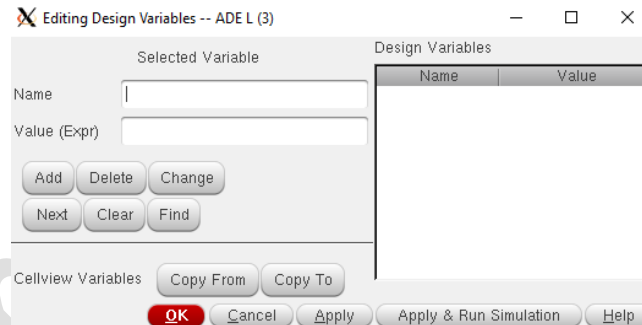 Editing Design Variables -- ADE L (3)
Selected Variable
Design Variables
Name Value
Name
Value (Expr)
Add Delete Change
Next Clear Find
Cellview Variables Copy From Copy To
OK Cancel Apply Apply & Run Simulation Help